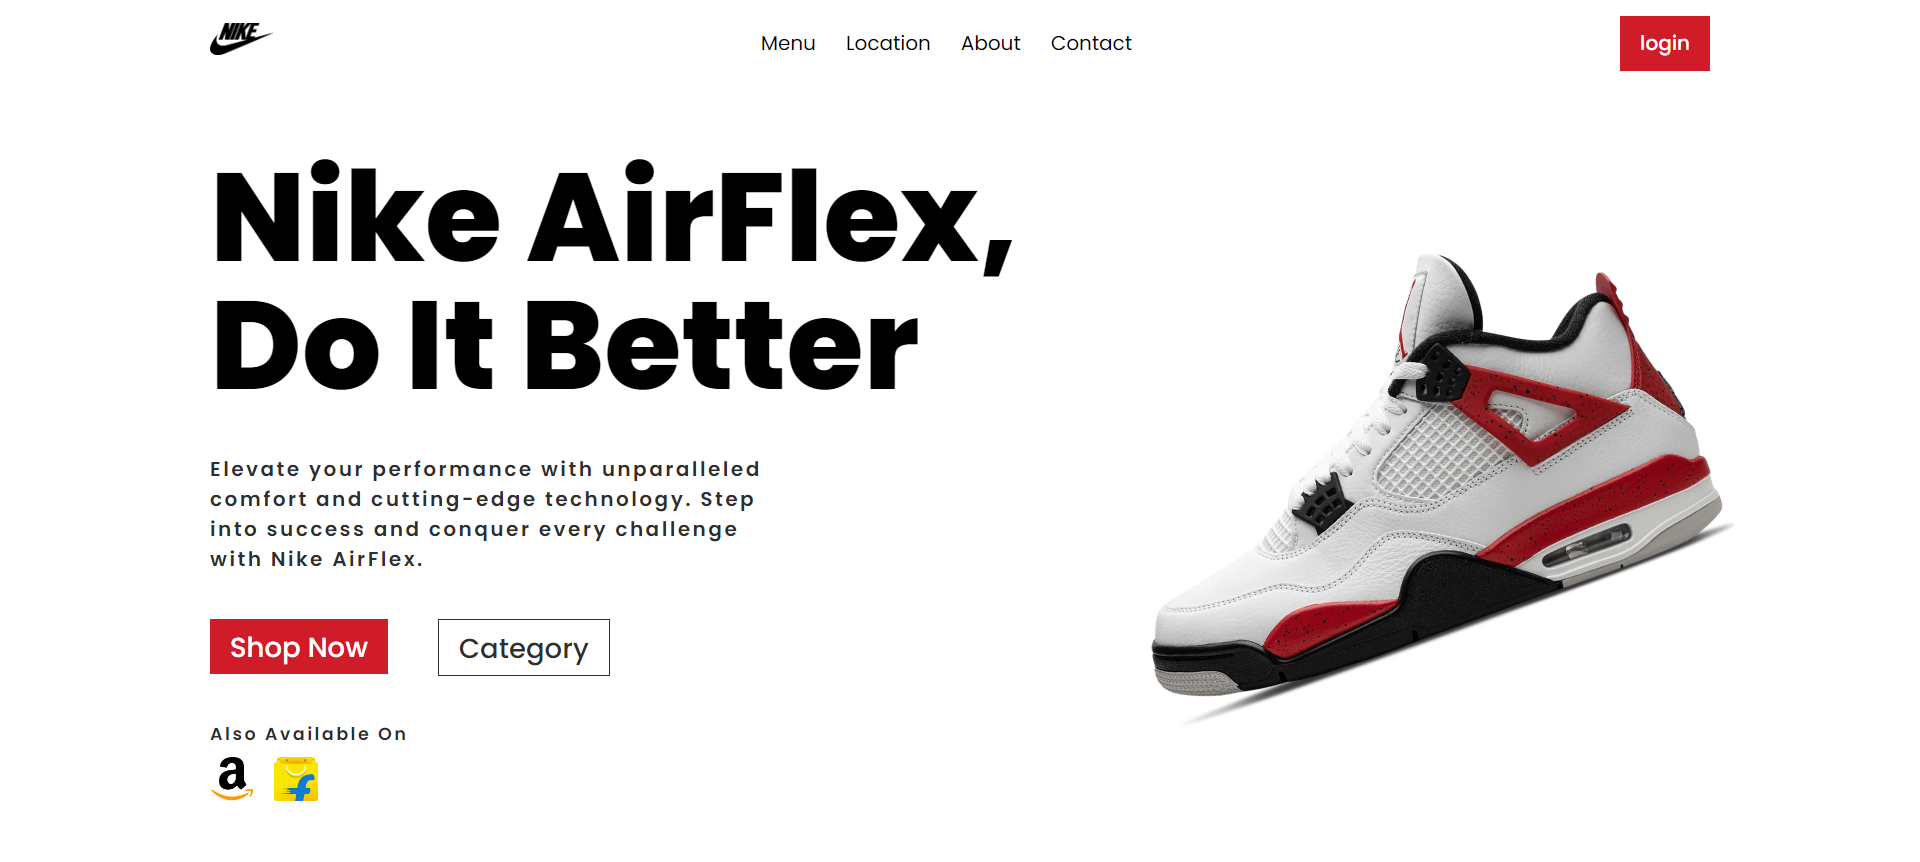 NIKE
Menu Location About Contact
login
Nike AirFlex,
Do It Better
Elevate your performance with unparalleled
comfort and cutting-edge technology. Step
into success and conquer every challenge
with Nike AirFlex.
Shop Now Category
Also Available On
a f